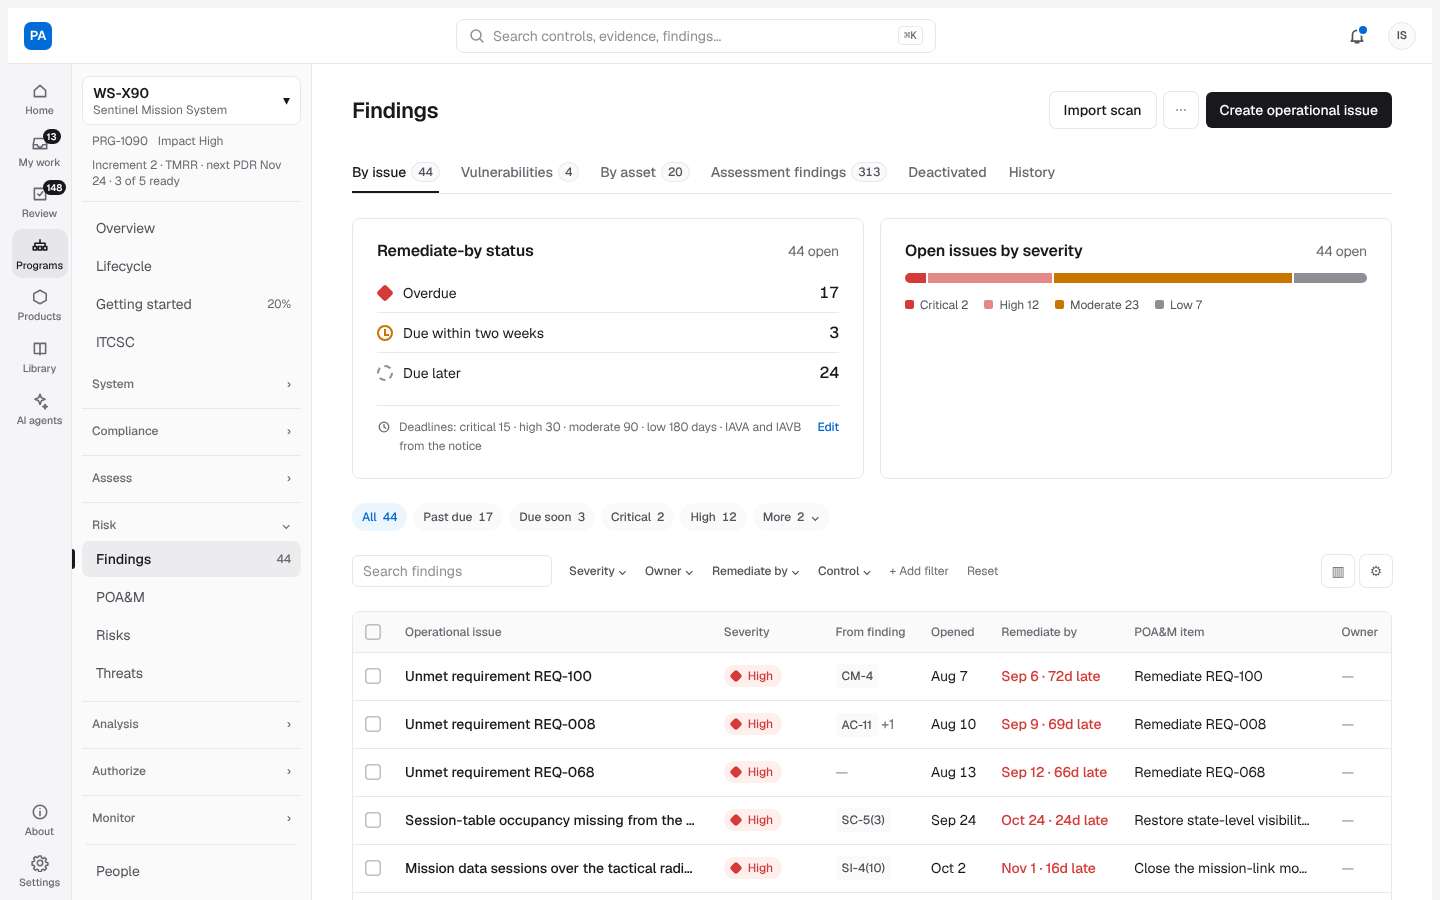 PA
Search controls, evidence, findings...
⌘K
IS
Home
13
My work
148
Review
Programs
Products
Library
AI agents
About
Settings
WS-X90
Sentinel Mission System
PRG-1090 Impact High
Increment 2 · TMRR · next PDR Nov
24 · 3 of 5 ready
Overview
Lifecycle
Getting started 20%
ITCSC
System
Compliance
Assess
Risk
Findings 44
POA&M
Risks
Threats
Analysis
Authorize
Monitor
People
Findings
Import scan
···
Create operational issue
By issue 44 Vulnerabilities 4 By asset 20 Assessment findings 313 Deactivated History
Remediate-by status 44 open
Overdue 17
Due within two weeks 3
Due later 24
Deadlines: critical 15 · high 30 · moderate 90 · low 180 days · IAVA and IAVB
from the notice
Edit
Open issues by severity 44 open
Critical 2 High 12 Moderate 23 Low 7
All 44 Past due 17 Due soon 3 Critical 2 High 12 More 2
Search findings Severity Owner Remediate by Control + Add filter Reset
Operational issue Severity From finding Opened Remediate by POA&M item Owner
Unmet requirement REQ-100 High CM-4 Aug 7 Sep 6 · 72d late Remediate REQ-100 —
Unmet requirement REQ-008 High AC-11 +1 Aug 10 Sep 9 · 69d late Remediate REQ-008 —
Unmet requirement REQ-068 High — Aug 13 Sep 12 · 66d late Remediate REQ-068 —
Session-table occupancy missing from the ... High SC-5(3) Sep 24 Oct 24 · 24d late Restore state-level visibilit... —
Mission data sessions over the tactical radi... High SI-4(10) Oct 2 Nov 1 · 16d late Close the mission-link mo... —